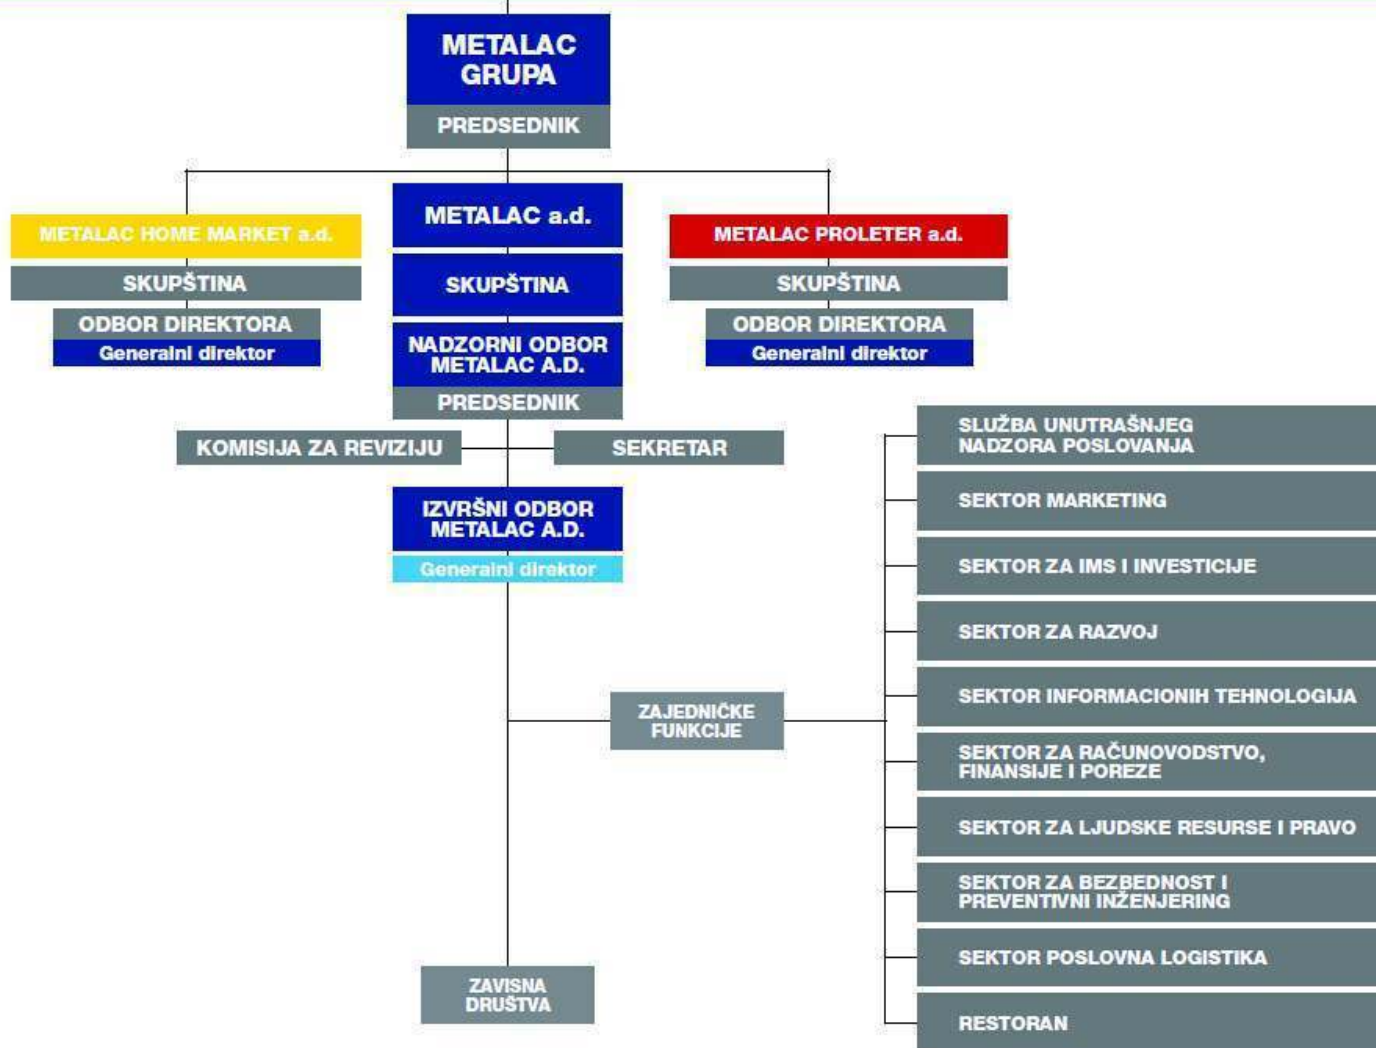 METALAC
GRUPA
PREDSEDNIK
METALAC HOME MARKET a.d.
SKUPŠTINA
ODBOR DIREKTORA
Generalni direktor
METALAC a.d.
SKUPŠTINA
NADZORNI ODBOR
METALAC A.D.
PREDSEDNIK
METALAC PROLETER a.d.
SKUPŠTINA
ODBOR DIREKTORA
Generalni direktor
KOMISIJA ZA REVIZIJU
SEKRETAR
IZVRŠNI ODBOR
METALAC A.D.
Generalni direktor
ZAJEDNIČKE
FUNKCIJE
SLUŽBA UNUTRAŠNJEG
NADZORA POSLOVANJA
SEKTOR MARKETING
SEKTOR ZA IMS I INVESTICIJE
SEKTOR ZA RAZVOJ
SEKTOR INFORMACIONIH TEHNOLOGIJA
SEKTOR ZA RAČUNOVODSTVO,
FINANSIJE I POREZE
SEKTOR ZA LJUDSKE RESURSE I PRAVO
SEKTOR ZA BEZBEDNOST I
PREVENTIVNI INŽENJERING
SEKTOR POSLOVNA LOGISTIKA
RESTORAN
ZAVISNA
DRUŠTVA